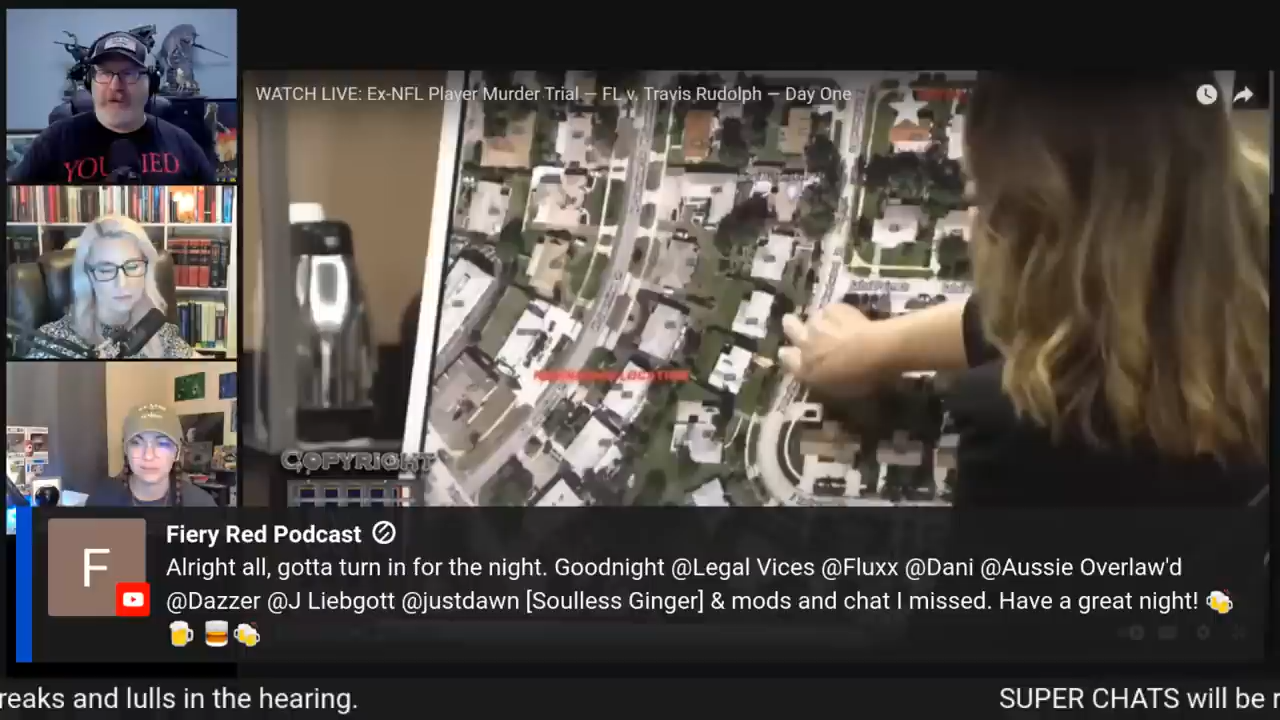 WATCH LIVE: Ex-NFL Player Murder Trial — FL v. Travis Rudolph — Day One
COPYRIGHT
Fiery Red Podcast
F
Alright all, gotta turn in for the night. Goodnight @Legal Vices @Fluxx @Dani @Aussie Overlaw'd
@Dazzer @J Liebgott @justdawn [Soulless Ginger] & mods and chat I missed. Have a great night! 🍻
🍺 🥃 🍻
reaks and lulls in the hearing.
SUPER CHATS will be r